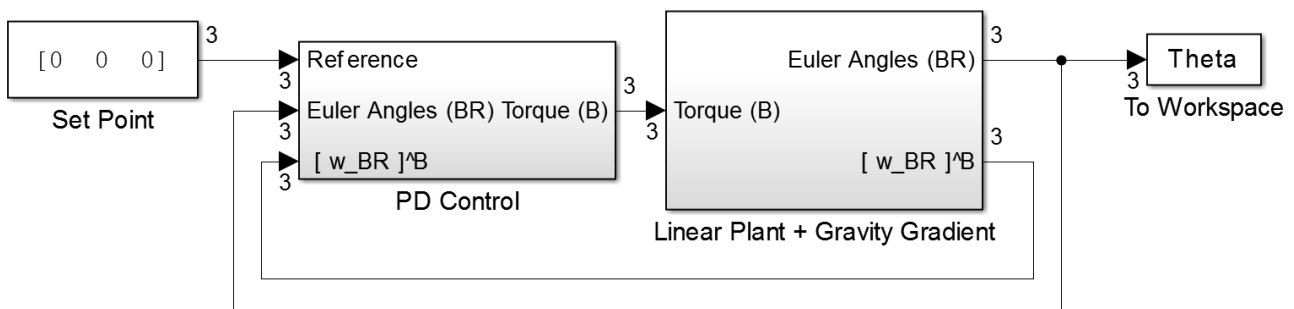 3
3
3
[0 0 0]
Reference
Euler Angles (BR)
Theta
3
3
3
Set Point
Euler Angles (BR) Torque (B)
Torque (B)
To Workspace
3
3
3
[ w_BR ]^B
[ w_BR ]^B
3
PD Control
Linear Plant + Gravity Gradient